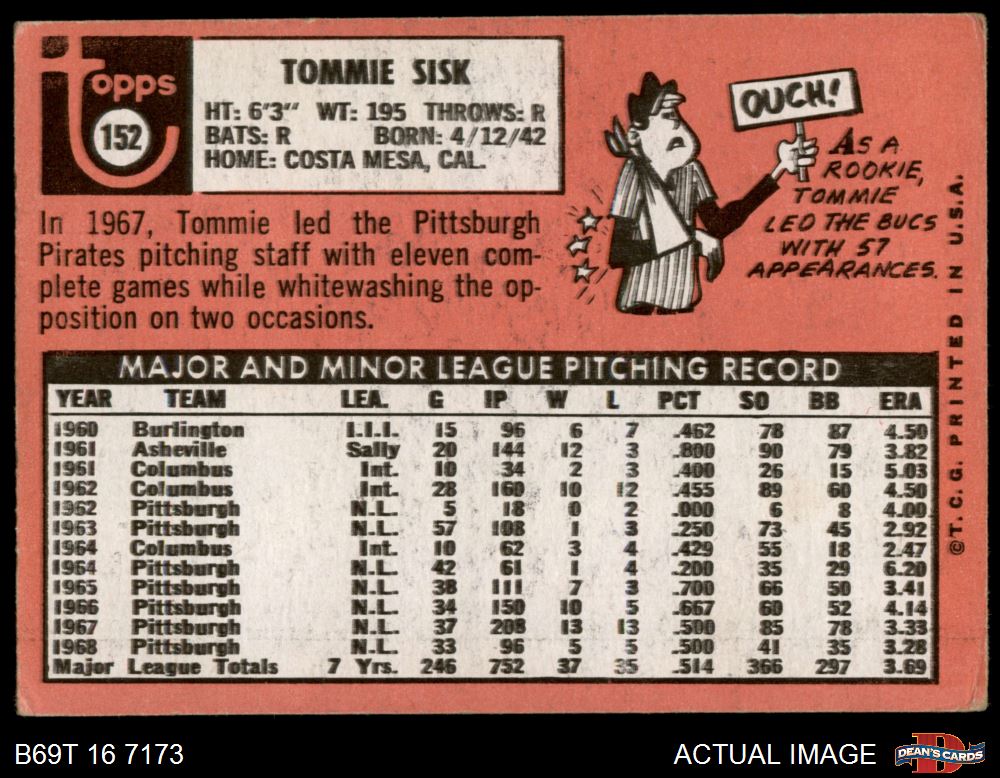 Topps
152
TOMMIE SISK
HT: 6'3" WT: 195 THROWS: R
BATS: R BORN: 4/12/42
HOME: COSTA MESA, CAL.
In 1967, Tommie led the Pittsburgh
Pirates pitching staff with eleven com-
plete games while whitewashing the op-
position on two occasions.
OUCH!
AS A
ROOKIE,
TOMMIE
LED THE BUCS
WITH 57
APPEARANCES.
©T.C.G. PRINTED IN U.S.A.
MAJOR AND MINOR LEAGUE PITCHING RECORD
YEAR TEAM LEA. G IP W L PCT SO BB ERA
1960 Burlington I.I.I. 15 96 6 7 .462 78 87 4.50
1961 Asheville Sally 20 144 12 3 .800 90 79 3.82
1961 Columbus Int. 10 34 2 3 .400 26 15 5.03
1962 Columbus Int. 28 160 10 12 .455 89 60 4.50
1962 Pittsburgh N.L. 5 18 0 2 .000 6 8 4.00
1963 Pittsburgh N.L. 57 108 1 3 .250 73 45 2.92
1964 Columbus Int. 10 62 3 4 .429 55 18 2.47
1964 Pittsburgh N.L. 42 61 1 4 .200 35 29 6.20
1965 Pittsburgh N.L. 38 111 7 3 .700 66 50 3.41
1966 Pittsburgh N.L. 34 150 10 5 .667 60 52 4.14
1967 Pittsburgh N.L. 37 208 13 13 .500 85 78 3.33
1968 Pittsburgh N.L. 33 96 5 5 .500 41 35 3.28
Major League Totals 7 Yrs. 246 752 37 35 .514 366 297 3.69
B69T 16 7173
ACTUAL IMAGE
DEAN'S CARDS